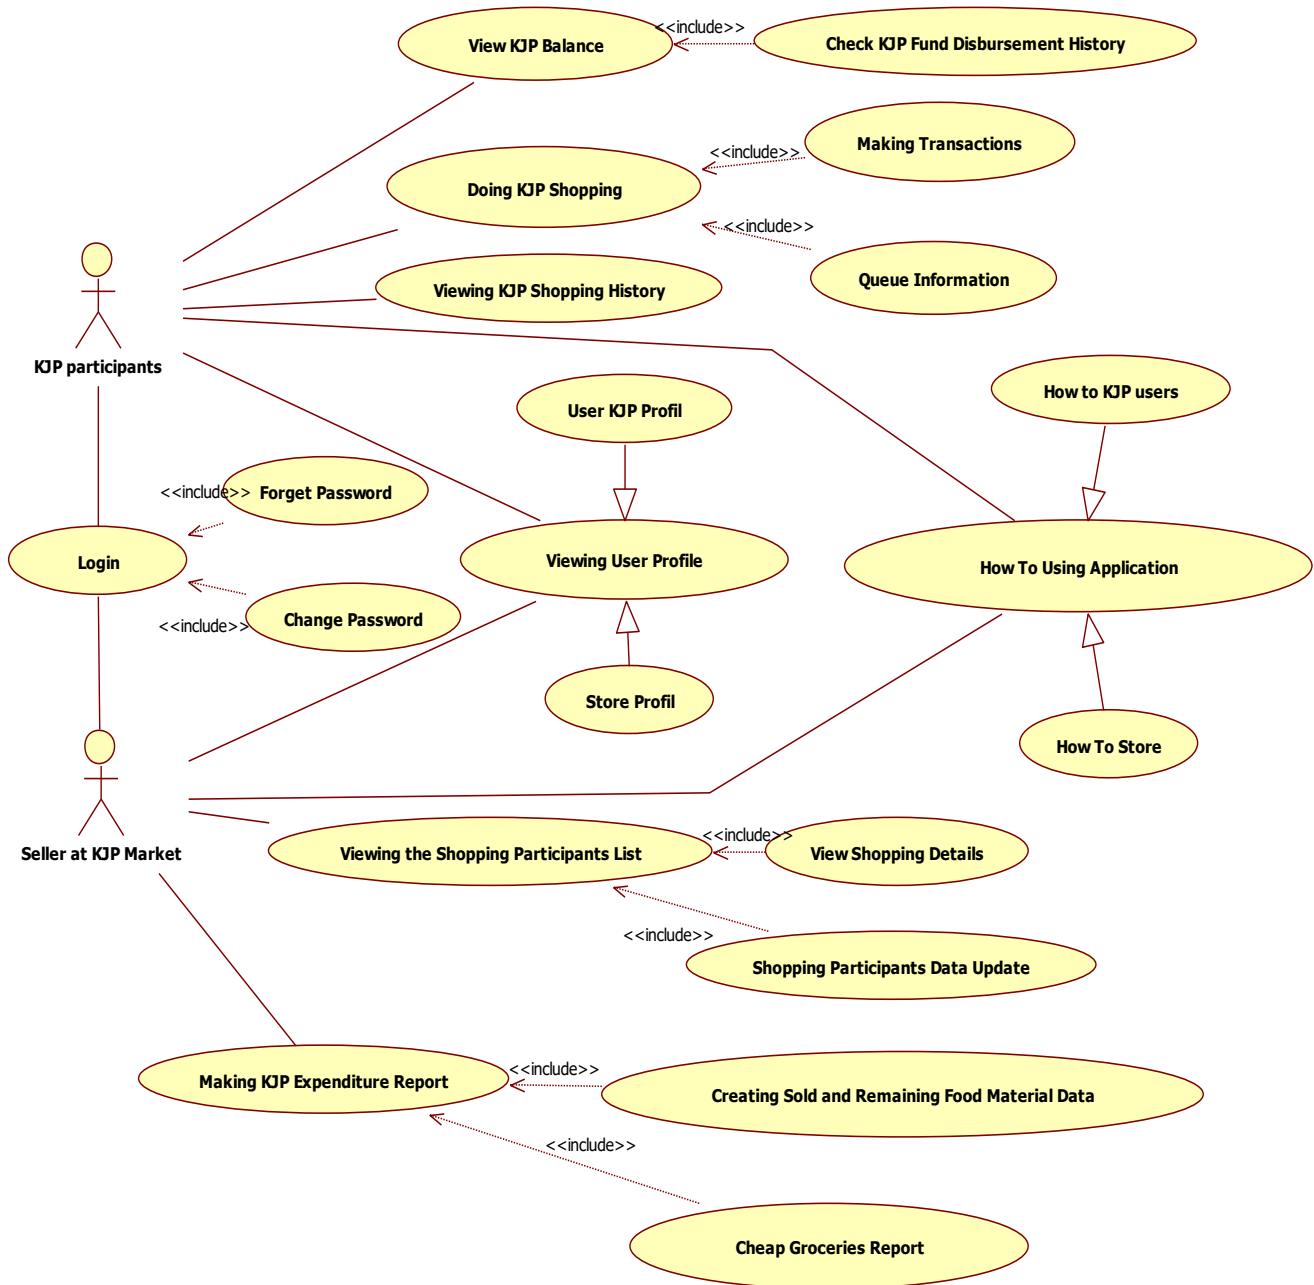 <<include>>
View KJP Balance
Check KJP Fund Disbursement History
<<include>>
Making Transactions
Doing KJP Shopping
<<include>>
Queue Information
Viewing KJP Shopping History
KJP participants
How to KJP users
User KJP Profil
<<include>>
Forget Password
Login
Viewing User Profile
How To Using Application
Change Password
<<include>>
Store Profil
How To Store
Seller at KJP Market
<<include>>
Viewing the Shopping Participants List
View Shopping Details
<<include>>
Shopping Participants Data Update
<<include>>
Making KJP Expenditure Report
Creating Sold and Remaining Food Material Data
<<include>>
Cheap Groceries Report